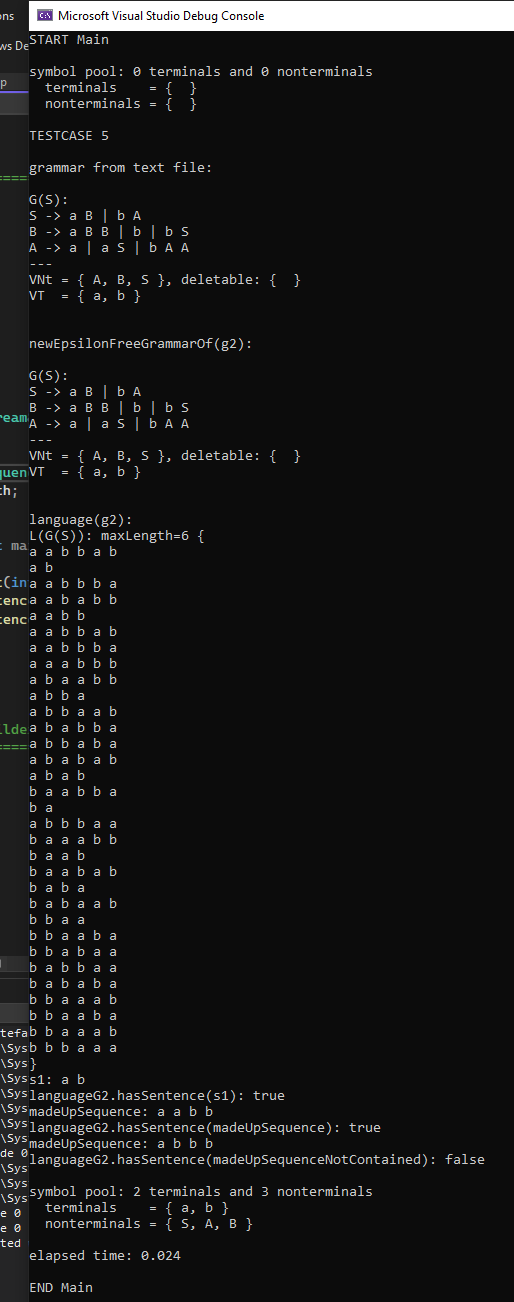 Microsoft Visual Studio Debug Console
START Main
symbol pool: 0 terminals and 0 nonterminals
  terminals    = {  }
  nonterminals = {  }
TESTCASE 5
grammar from text file:
G(S):
S -> a B | b A
B -> a B B | b | b S
A -> a | a S | b A A
---
VNt = { A, B, S }, deletable: {  }
VT  = { a, b }
newEpsilonFreeGrammarOf(g2):
G(S):
S -> a B | b A
B -> a B B | b | b S
A -> a | a S | b A A
---
VNt = { A, B, S }, deletable: {  }
VT  = { a, b }
language(g2):
L(G(S)): maxLength=6 {
a a b b a b
a b
a a b b b a
a a b a b b
a a b b
a a b b a b
a a b b b a
a a a b b b
a b a a b b
a b b a
a b b a a b
a b a b b a
a b b a b a
a b a b a b
a b a b
b a a b b a
b a
a b b b a a
b a a a b b
b a a b
b a a b a b
b a b a
b a b a a b
b b a a
b b a a b a
b b a b a a
b a b b a a
b a b a b a
b b a a a b
b b a a b a
b b a a a b
b b b a a a
}
s1: a b
languageG2.hasSentence(s1): true
madeUpSequence: a a b b
languageG2.hasSentence(madeUpSequence): true
madeUpSequence: a b b b
languageG2.hasSentence(madeUpSequenceNotContained): false
symbol pool: 2 terminals and 3 nonterminals
  terminals    = { a, b }
  nonterminals = { S, A, B }
elapsed time: 0.024
END Main